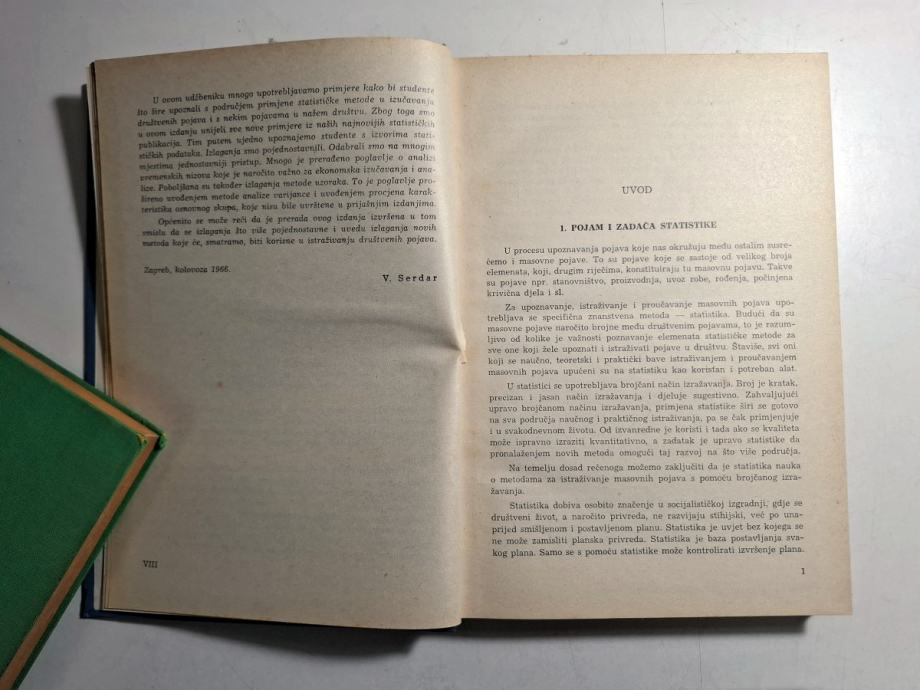 U ovom udžbeniku mnogo upotrebljavamo primjere kako bi studente
što šire upoznali s područjem primjene statističke metode u izučavanju
društvenih pojava i s nekim pojavama u našem društvu. Zbog toga smo
u ovom izdanju unijeli sve nove primjere iz naših najnovijih statističkih
publikacija. Tim putem ujedno upoznajemo studente s izvorima stati-
stičkih podataka. Izlaganja smo pojednostavnili. Odabrali smo na mnogim
mjestima jednostavniji pristup. Mnogo je prerađeno poglavlje o analizi
vremenskih nizova koje je naročito važno za ekonomska izučavanja i ana-
lize. Poboljšana su također izlaganja metode uzoraka. To je poglavlje pro-
šireno uvođenjem metode analize varijance i uvođenjem procjena karak-
teristika osnovnog skupa, koje nisu bile uvrštene u prijašnjim izdanjima.
Općenito se može reći da je prerada ovog izdanja izvršena u tom
smislu da se izlaganja što više pojednostavne i uvedu izlaganja novih
metoda koje će, smatramo, biti korisne u istraživanju društvenih pojava.
Zagreb, kolovoza 1966.
V. Serdar
VIII
UVOD
1. POJAM I ZADAĆA STATISTIKE
U procesu upoznavanja pojava koje nas okružuju među ostalim susre-
ćemo i masovne pojave. To su pojave koje se sastoje od velikog broja
elemenata, koji, drugim riječima, konstituiraju tu masovnu pojavu. Takve
su pojave npr. stanovništvo, proizvodnja, uvoz robe, rođenja, počinjena
krivična djela i sl.
Za upoznavanje, istraživanje i proučavanje masovnih pojava upo-
trebljava se specifična znanstvena metoda — statistika. Budući da su
masovne pojave naročito brojne među društvenim pojavama, to je razum-
ljivo od kolike je važnosti poznavanje elemenata statističke metode za
sve one koji žele upoznati i istraživati pojave u društvu. Štaviše, svi oni
koji se naučno, teoretski i praktički bave istraživanjem i proučavanjem
masovnih pojava upućeni su na statistiku kao koristan i potreban alat.
U statistici se upotrebljava brojčani način izražavanja. Broj je kratak,
precizan i jasan način izražavanja i djeluje sugestivno. Zahvaljujući
upravo brojčanom načinu izražavanja, primjena statistike širi se gotovo
na sva područja naučnog i praktičnog istraživanja, pa se čak primjenjuje
i u svakodnevnom životu. Od izvanredne je koristi i tada ako se kvaliteta
može ispravno izraziti kvantitativno, a zadatak je upravo statistike da
pronalaženjem novih metoda omogući taj razvoj na što više područja.
Na temelju dosad rečenoga možemo zaključiti da je statistika nauka
o metodama za istraživanje masovnih pojava s pomoću brojčanog izra-
žavanja.
Statistika dobiva osobito značenje u socijalističkoj izgradnji, gdje se
društveni život, a naročito privreda, ne razvijaju stihijski, već po una-
prijed smišljenom i postavljenom planu. Statistika je uvjet bez kojega se
ne može zamisliti planska privreda. Statistika je baza postavljanja sva-
kog plana. Samo se s pomoću statistike može kontrolirati izvršenje plana.
1